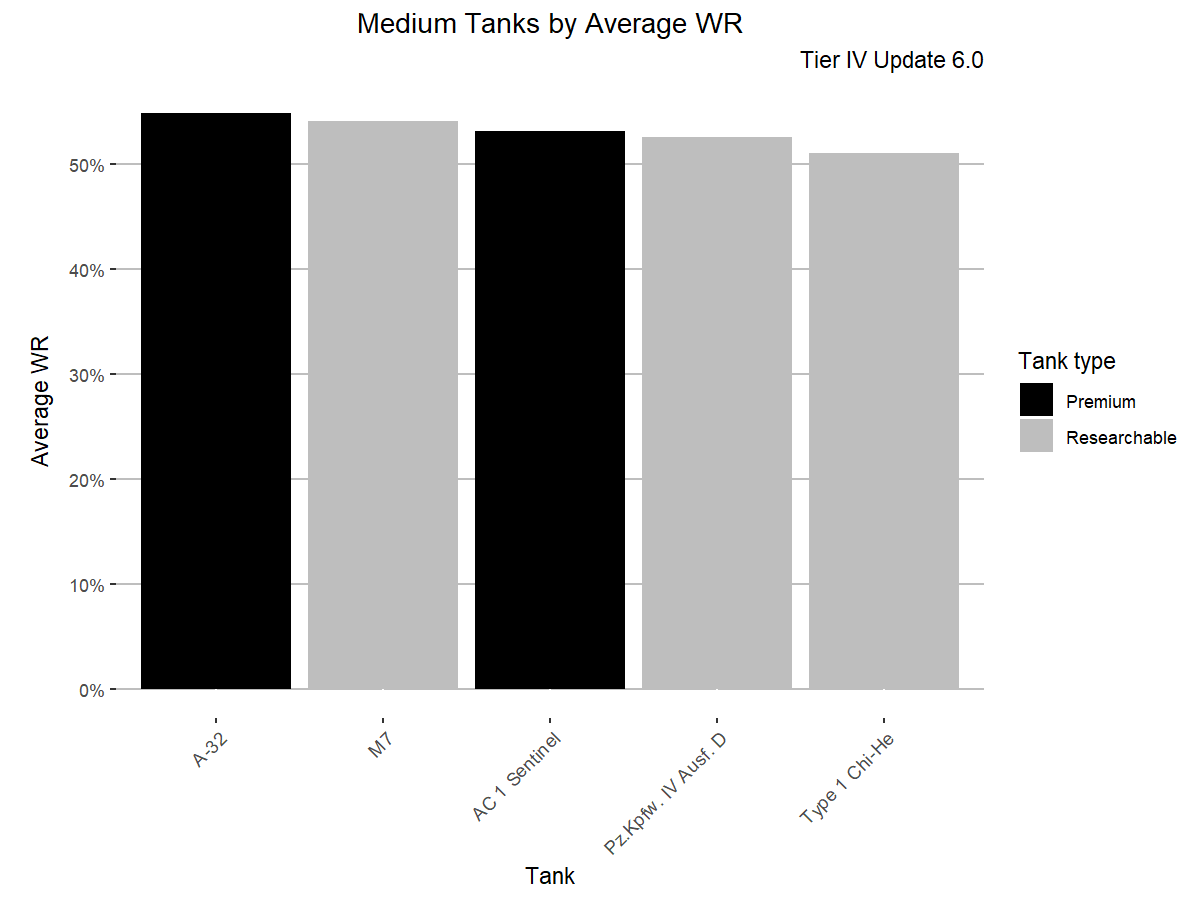 Medium Tanks by Average WR
Tier IV Update 6.0
Average WR
50%
40%
30%
20%
10%
0%
A-32
M7
AC 1 Sentinel
Pz.Kpfw. IV Ausf. D
Type 1 Chi-He
Tank
Tank type
Premium
Researchable